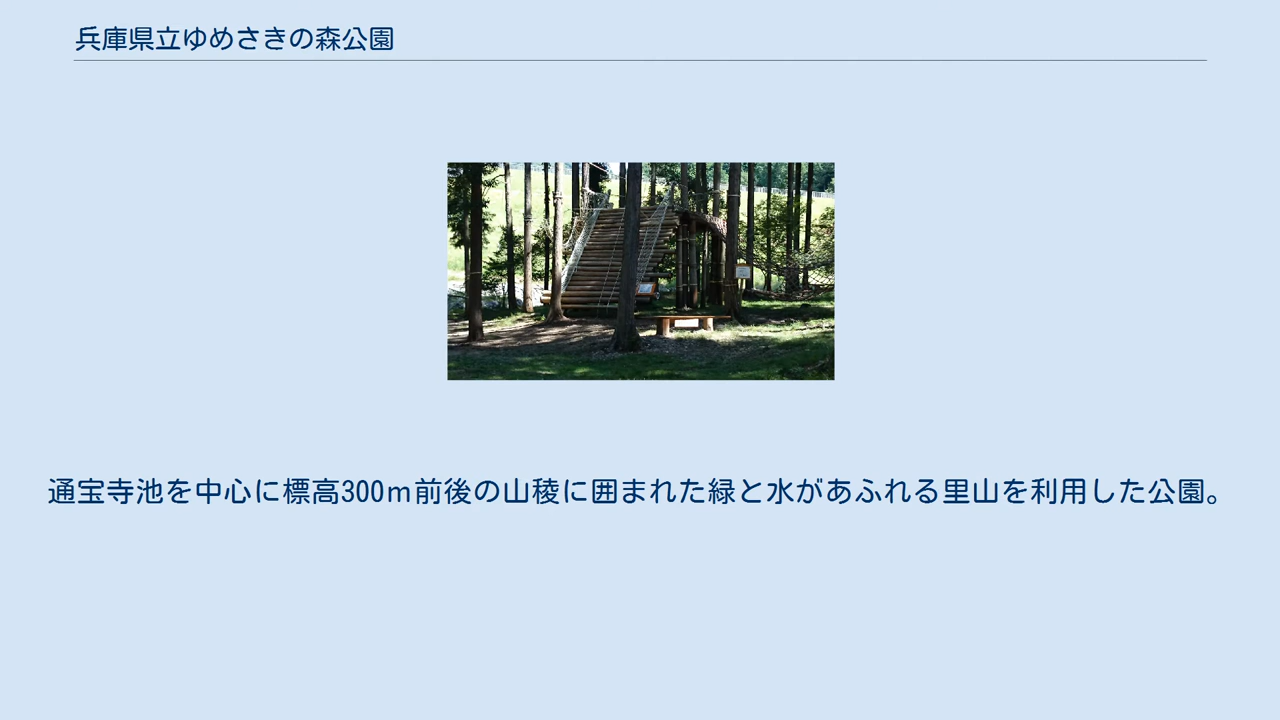 兵庫県立ゆめさきの森公園
通宝寺池を中心に標高300ｍ前後の山稜に囲まれた緑と水があふれる里山を利用した公園。